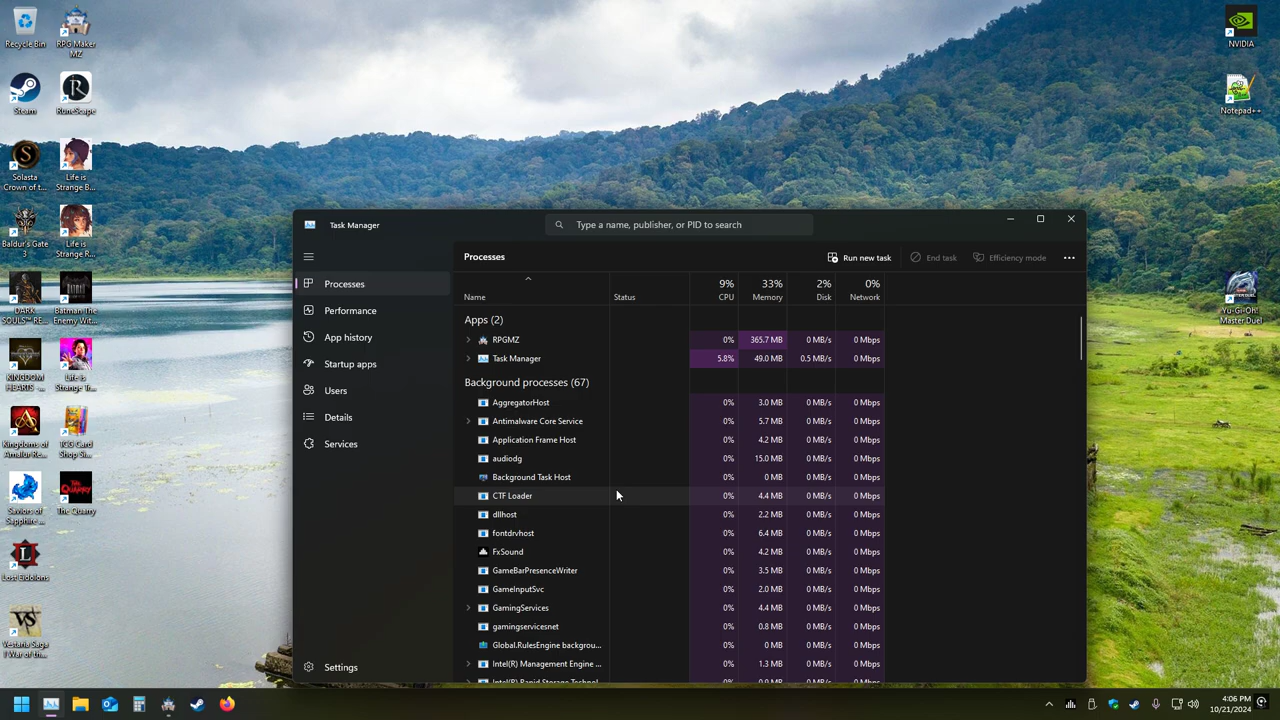 Recycle Bin
RPG Maker
MZ
NVIDIA
Steam
RuneScape
Notepad++
Solasta
Crown of t...
Life is
Strange B...
Baldur's Gate
3
Life is
Strange R...
DARK
SOULS™ RE...
Batman The
Enemy Wit...
Yu-Gi-Oh!
Master Duel
KINGDOM
HEARTS -...
Life is
Strange Tr...
Kingdoms of
Amalur Re...
TCG Card
Shop Si...
Saviors of
Sapphire ...
The Quarry
Lost Eidolons
Vestaria Saga
I War of th...
Task Manager
Type a name, publisher, or PID to search
Processes
Performance
App history
Startup apps
Users
Details
Services
Settings
Processes
Run new task
End task
Efficiency mode
Name Status 9% CPU 33% Memory 2% Disk 0% Network
Apps (2)
RPGMZ 0% 365.7 MB 0 MB/s 0 Mbps
Task Manager 5.8% 49.0 MB 0.5 MB/s 0 Mbps
Background processes (67)
AggregatorHost 0% 3.0 MB 0 MB/s 0 Mbps
Antimalware Core Service 0% 5.7 MB 0 MB/s 0 Mbps
Application Frame Host 0% 4.2 MB 0 MB/s 0 Mbps
audiodg 0% 15.0 MB 0 MB/s 0 Mbps
Background Task Host 0% 0 MB 0 MB/s 0 Mbps
CTF Loader 0% 4.4 MB 0 MB/s 0 Mbps
dllhost 0% 2.2 MB 0 MB/s 0 Mbps
fontdrvhost 0% 6.4 MB 0 MB/s 0 Mbps
FxSound 0% 4.2 MB 0 MB/s 0 Mbps
GameBarPresenceWriter 0% 3.5 MB 0 MB/s 0 Mbps
GameInputSvc 0% 2.0 MB 0 MB/s 0 Mbps
GamingServices 0% 4.4 MB 0 MB/s 0 Mbps
gamingservicesnet 0% 0.8 MB 0 MB/s 0 Mbps
Global.RulesEngine backgrou... 0% 0 MB 0 MB/s 0 Mbps
Intel(R) Management Engine ... 0% 1.3 MB 0 MB/s 0 Mbps
4:06 PM
10/21/2024